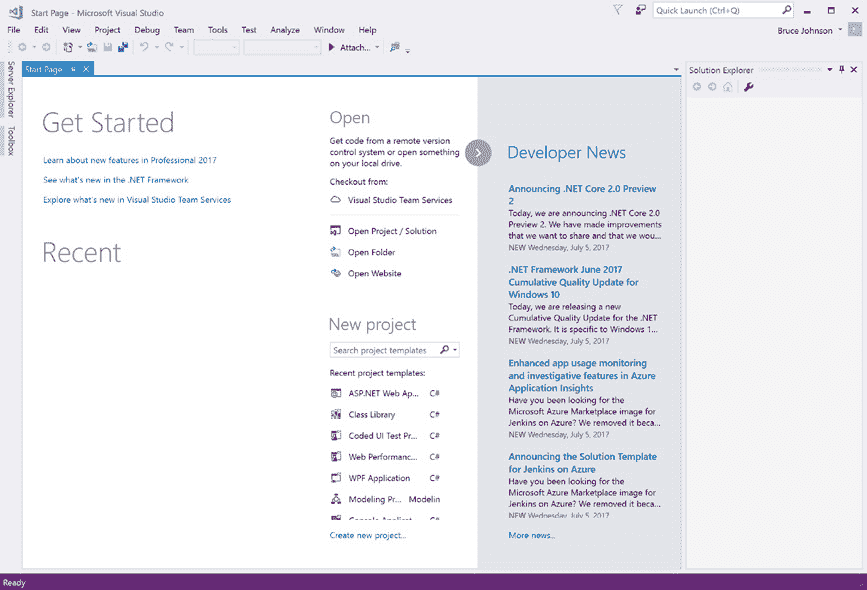 Start Page - Microsoft Visual Studio
Quick Launch (Ctrl+Q)
File Edit View Project Debug Team Tools Test Analyze Window Help
Bruce Johnson
Attach...
Server Explorer
Toolbox
Start Page
Get Started
Learn about new features in Professional 2017
See what's new in the .NET Framework
Explore what's new in Visual Studio Team Services
Recent
Open
Get code from a remote version
control system or open something
on your local drive.
Checkout from:
Visual Studio Team Services
Open Project / Solution
Open Folder
Open Website
New project
Search project templates
Recent project templates:
ASP.NET Web Ap... C#
Class Library C#
Coded UI Test Pr... C#
Web Performanc... C#
WPF Application C#
Modeling Pr... Modelin
Console Applicat... C#
Create new project...
Developer News
Announcing .NET Core 2.0 Preview
2
Today, we are announcing .NET Core 2.0
Preview 2. We have made improvements
that we want to share and that we wou...
NEW Wednesday, July 5, 2017
.NET Framework June 2017
Cumulative Quality Update for
Windows 10
Today, we are releasing a new
Cumulative Quality Update for the .NET
Framework. It is specific to Windows 1...
NEW Wednesday, July 5, 2017
Enhanced app usage monitoring
and investigative features in Azure
Application Insights
Have you been looking for the
Microsoft Azure Marketplace image for
Jenkins on Azure? We removed it beca...
NEW Wednesday, July 5, 2017
Announcing the Solution Template
for Jenkins on Azure
Have you been looking for the
Microsoft Azure Marketplace image for
Jenkins on Azure? We removed it beca...
NEW Wednesday, July 5, 2017
More news...
Solution Explorer
Ready